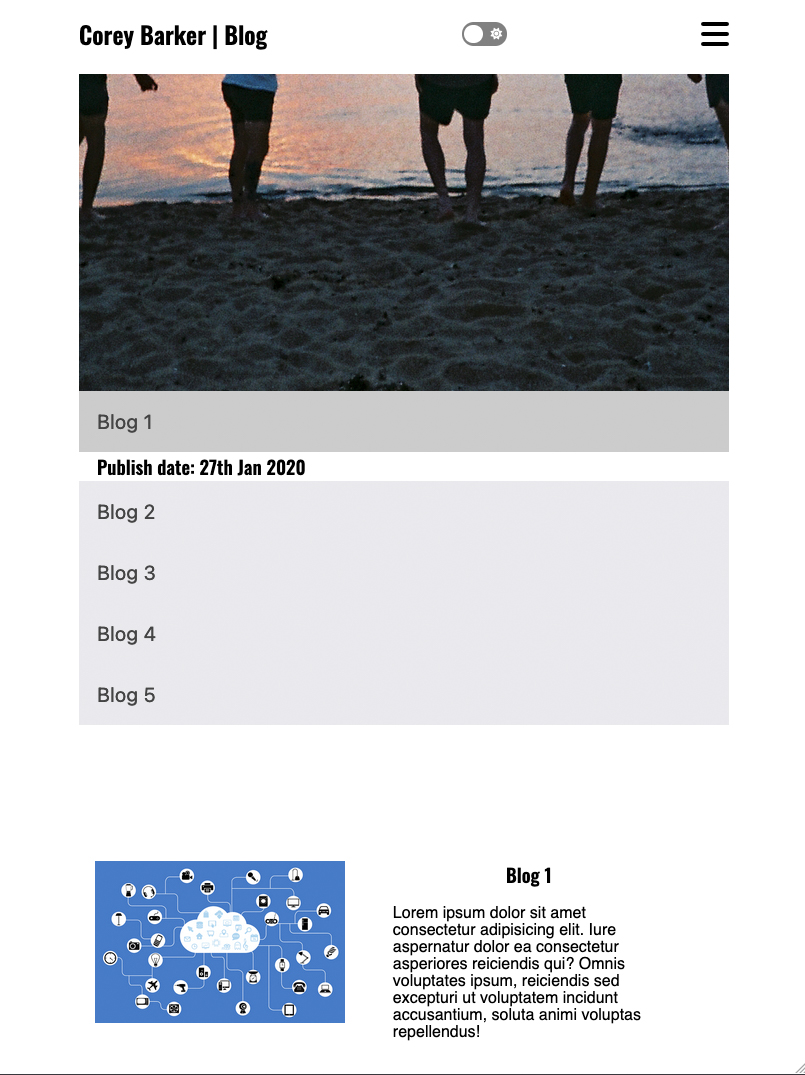 Corey Barker | Blog
Blog 1
Publish date: 27th Jan 2020
Blog 2
Blog 3
Blog 4
Blog 5
Blog 1
Lorem ipsum dolor sit amet
consectetur adipisicing elit. Iure
aspernatur dolor ea consectetur
asperiores reiciendis qui? Omnis
voluptates ipsum, reiciendis sed
excepturi ut voluptatem incidunt
accusantium, soluta animi voluptas
repellendus!